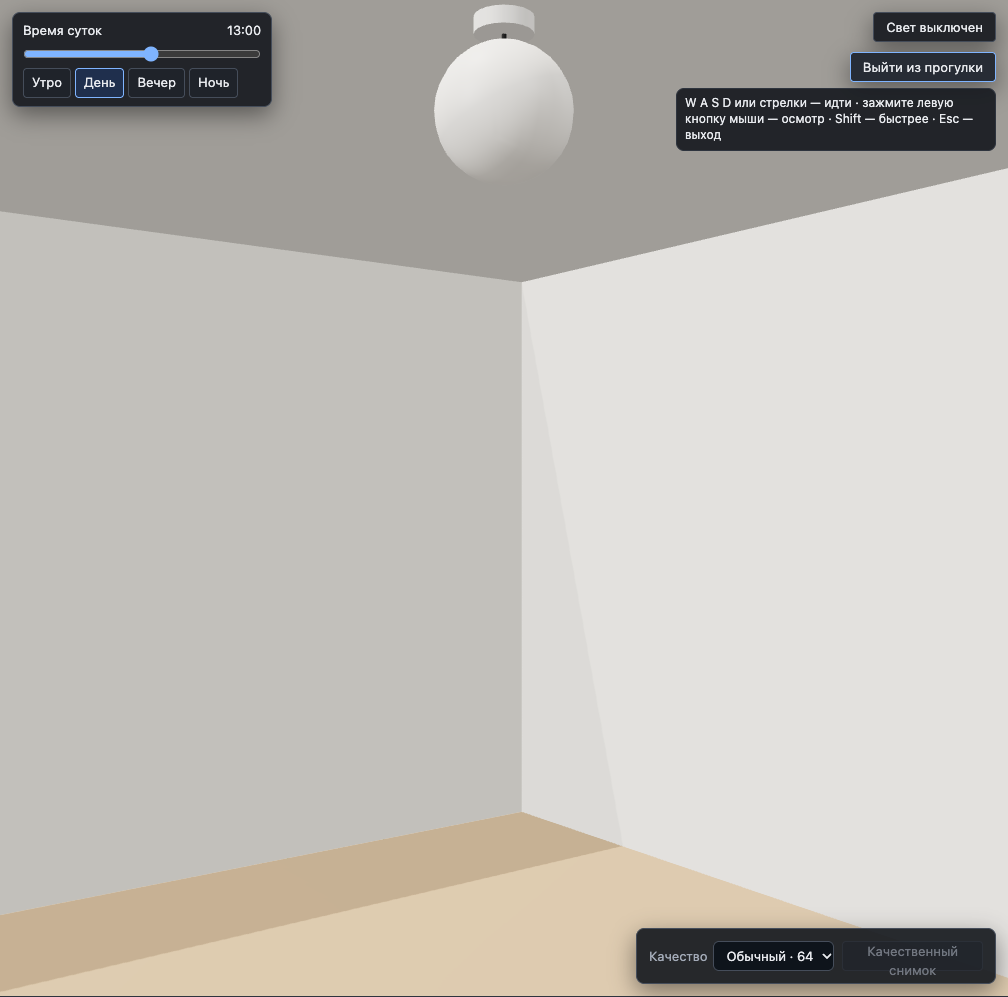 Время суток 13:00
Утро День Вечер Ночь
Свет выключен
Выйти из прогулки
W A S D или стрелки — идти · зажмите левую
кнопку мыши — осмотр · Shift — быстрее · Esc —
выход
Качество Обычный · 64 Качественный
снимок